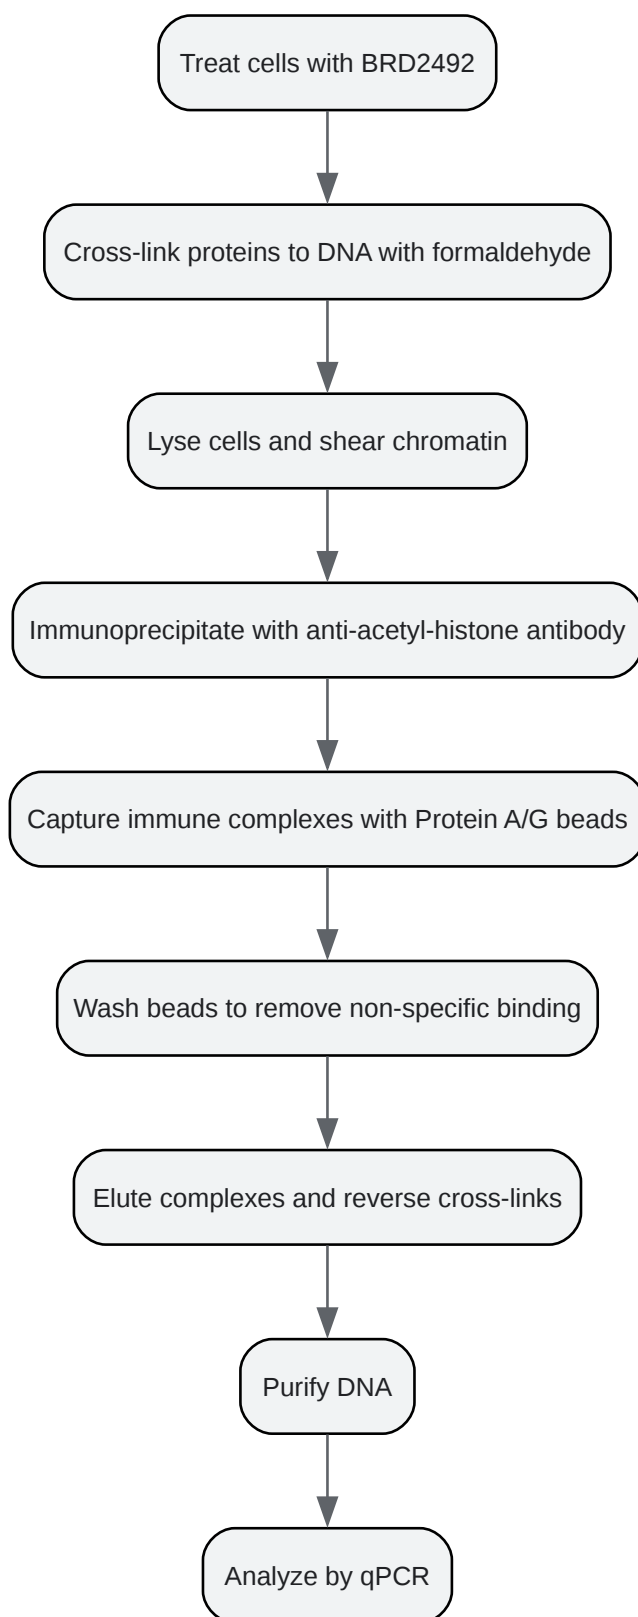 Treat cells with BRD2492
Cross-link proteins to DNA with formaldehyde
Lyse cells and shear chromatin
Immunoprecipitate with anti-acetyl-histone antibody
Capture immune complexes with Protein A/G beads
Wash beads to remove non-specific binding
Elute complexes and reverse cross-links
Purify DNA
Analyze by qPCR